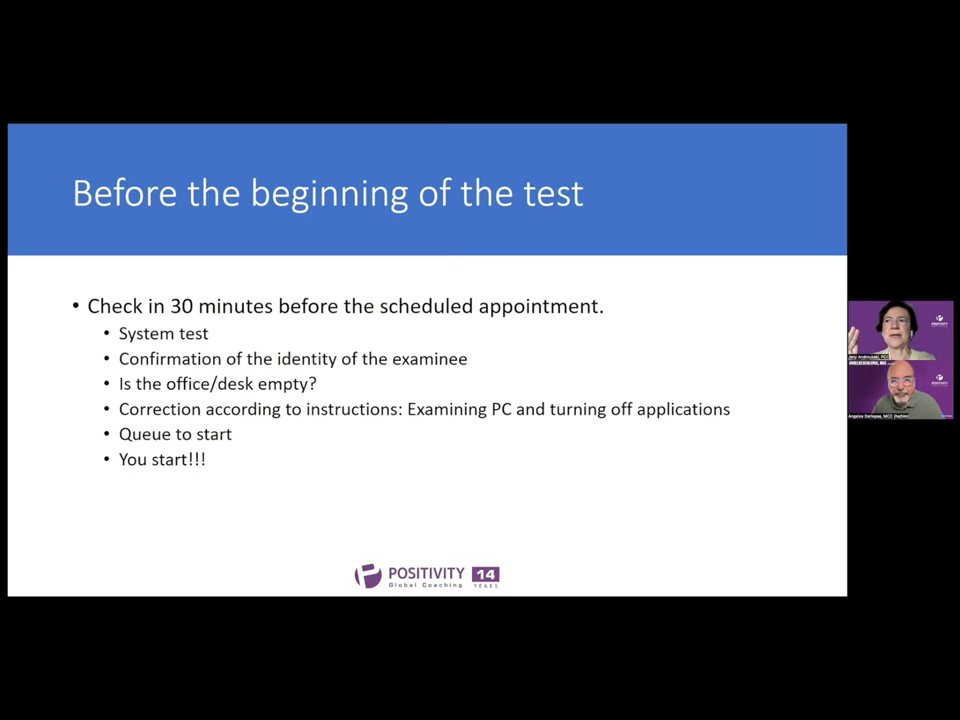 Before the beginning of the test
• Check in 30 minutes before the scheduled appointment.
• System test
• Confirmation of the identity of the examinee
• Is the office/desk empty?
• Correction according to instructions: Examining PC and turning off applications
• Queue to start
• You start!!!
POSITIVITY 14
Global Coaching YEARS
POSITIVITY
POSITIVITY